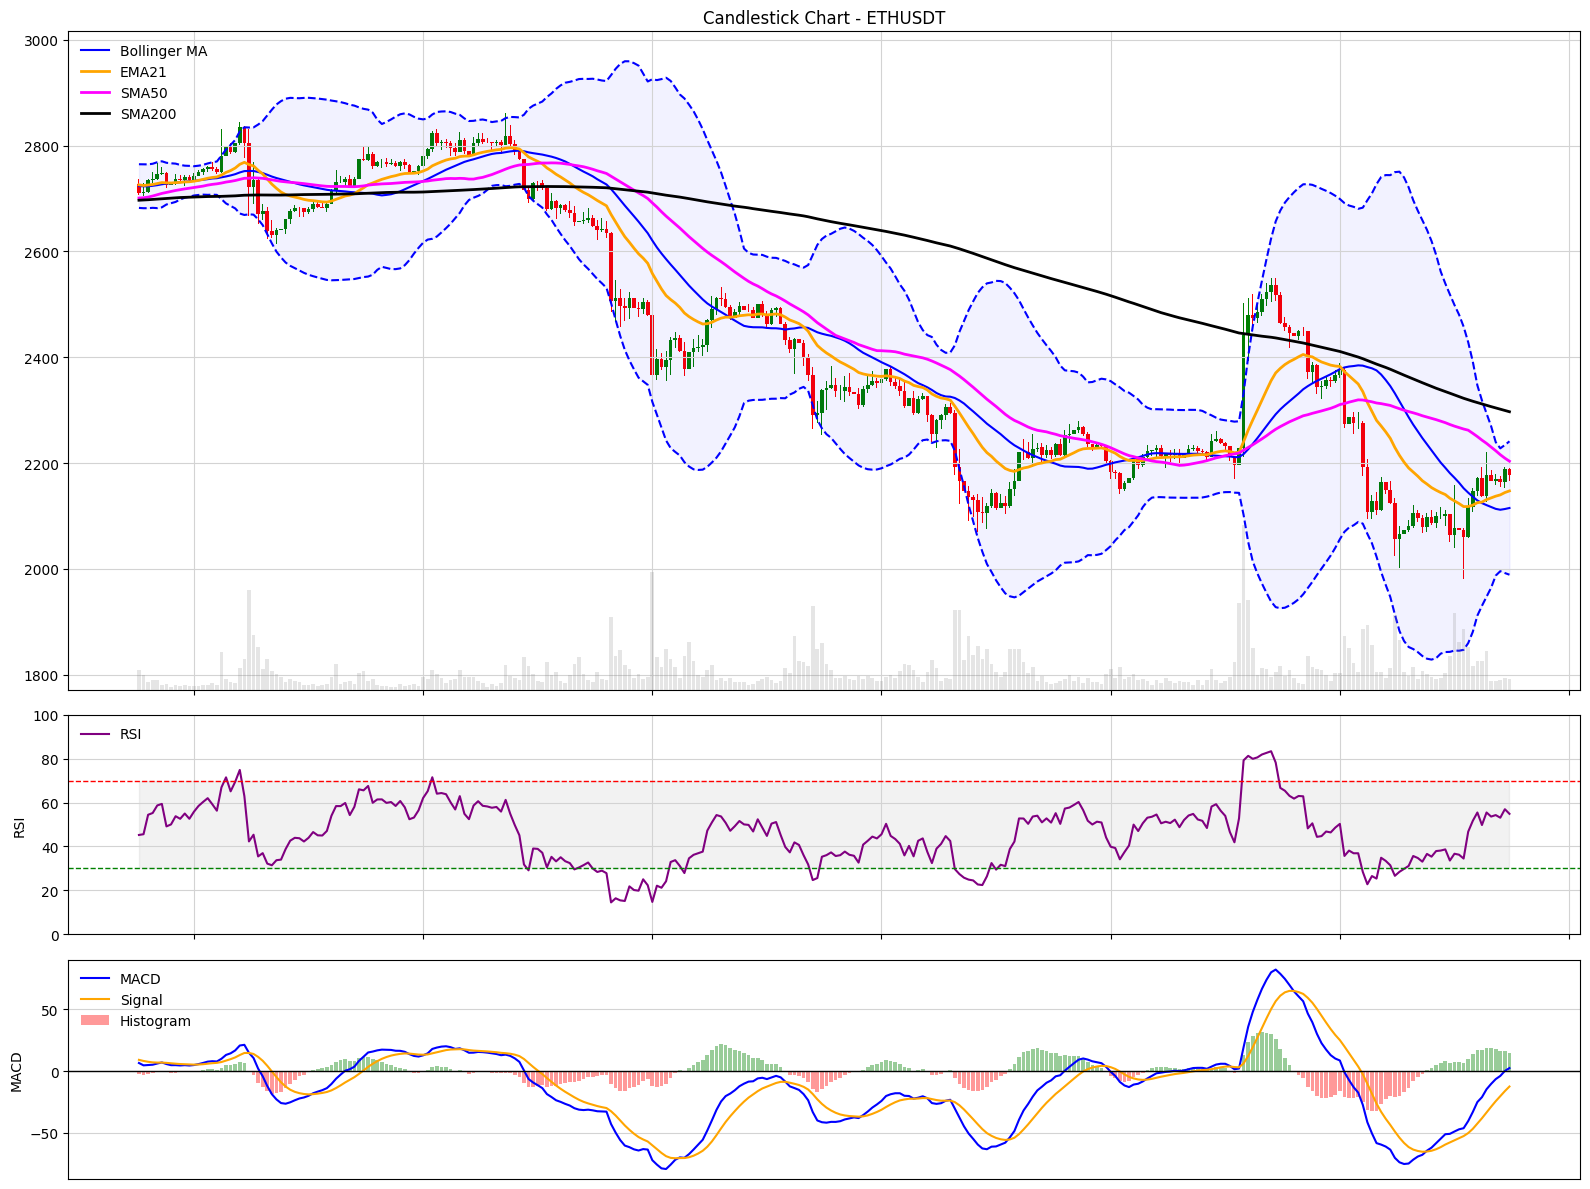 Candlestick Chart - ETHUSDT
3000
2800
2600
2400
2200
2000
1800
Bollinger MA
EMA21
SMA50
SMA200
100
80
60
40
20
0
RSI
RSI
50
0
−50
MACD
MACD
Signal
Histogram